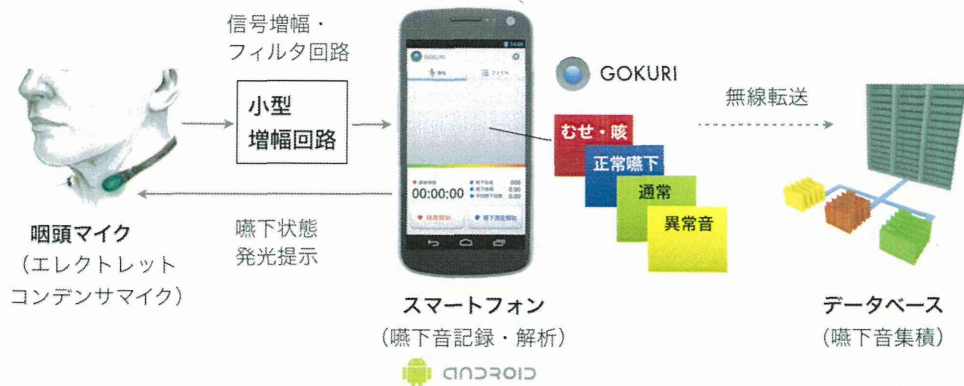 信号増幅・
フィルタ回路
小型
増幅回路
GOKURI
GOKURI
無線転送
むせ・咳
正常嚥下
通常
異常音
00:00:00
嚥下状態
発光提示
咽頭マイク
（エレクトレット
コンデンサマイク）
スマートフォン
（嚥下音記録・解析）
ANDROID
データベース
（嚥下音集積）